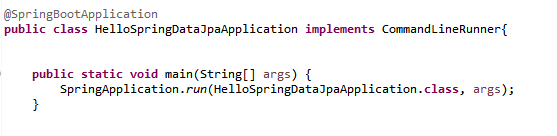 @SpringBootApplication
public class HelloSpringDataJpaApplication implements CommandLineRunner{
public static void main(String[] args) {
SpringApplication.run(HelloSpringDataJpaApplication.class, args);
}